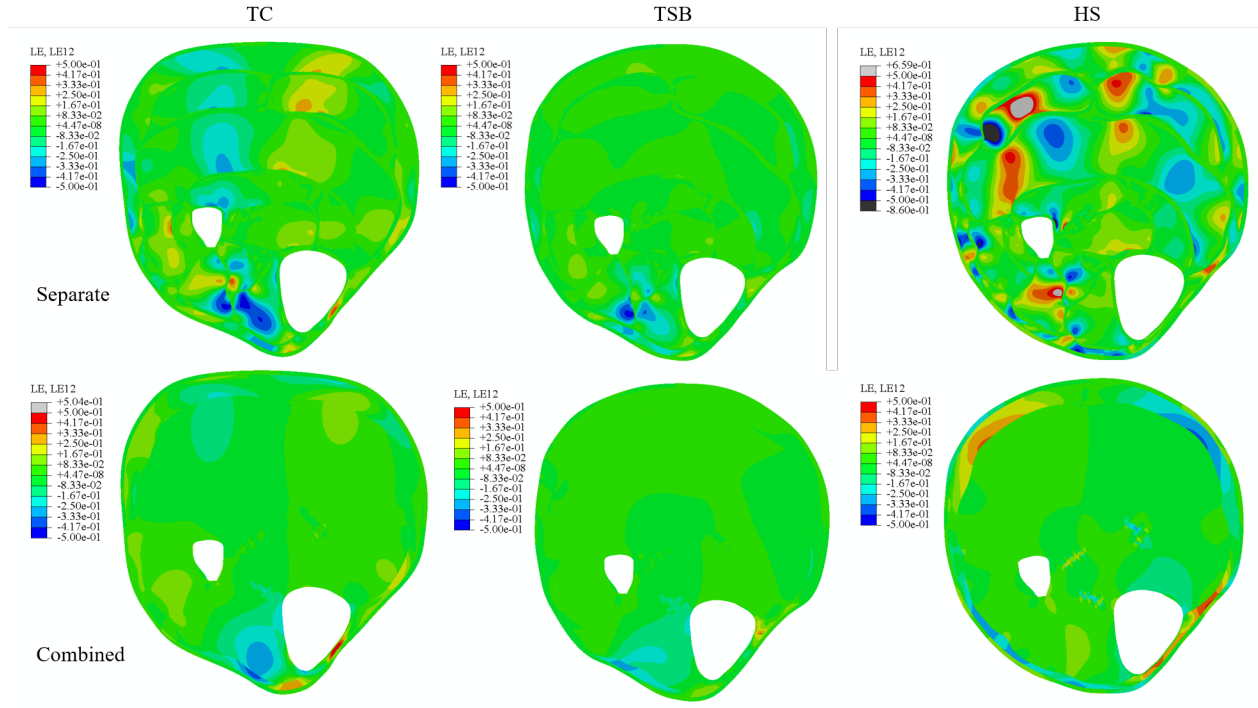 TC
TSB
HS
LE, LE12
+5.00e-01
+4.17e-01
+3.33e-01
+2.50e-01
+1.67e-01
+8.33e-02
+4.47e-08
-8.33e-02
-1.67e-01
-2.50e-01
-3.33e-01
-4.17e-01
-5.00e-01
LE, LE12
+5.00e-01
+4.17e-01
+3.33e-01
+2.50e-01
+1.67e-01
+8.33e-02
+4.47e-08
-8.33e-02
-1.67e-01
-2.50e-01
-3.33e-01
-4.17e-01
-5.00e-01
LE, LE12
+6.59e-01
+5.00e-01
+4.17e-01
+3.33e-01
+2.50e-01
+1.67e-01
+8.33e-02
+4.47e-08
-8.33e-02
-1.67e-01
-2.50e-01
-3.33e-01
-4.17e-01
-5.00e-01
-8.60e-01
Separate
LE, LE12
+5.04e-01
+5.00e-01
+4.17e-01
+3.33e-01
+2.50e-01
+1.67e-01
+8.33e-02
+4.47e-08
-8.33e-02
-1.67e-01
-2.50e-01
-3.33e-01
-4.17e-01
-5.00e-01
LE, LE12
+5.00e-01
+4.17e-01
+3.33e-01
+2.50e-01
+1.67e-01
+8.33e-02
+4.47e-08
-8.33e-02
-1.67e-01
-2.50e-01
-3.33e-01
-4.17e-01
-5.00e-01
LE, LE12
+5.00e-01
+4.17e-01
+3.33e-01
+2.50e-01
+1.67e-01
+8.33e-02
+4.47e-08
-8.33e-02
-1.67e-01
-2.50e-01
-3.33e-01
-4.17e-01
-5.00e-01
Combined